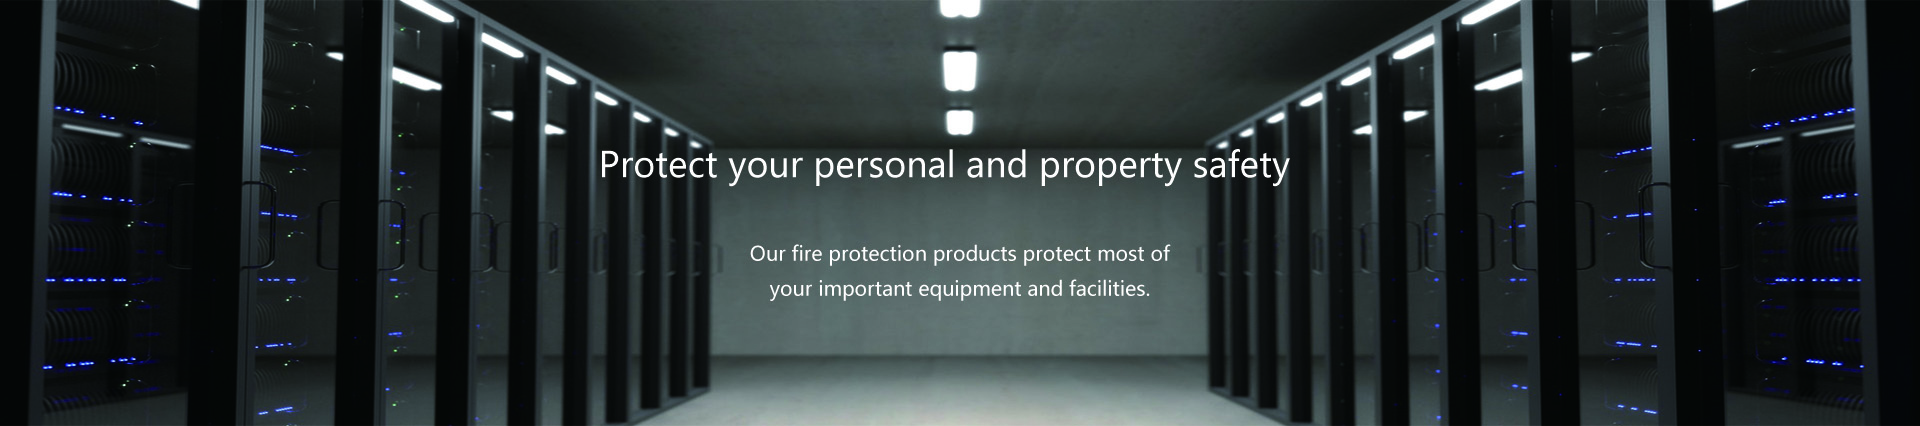 Protect your personal and property safety
Our fire protection products protect most of
your important equipment and facilities.